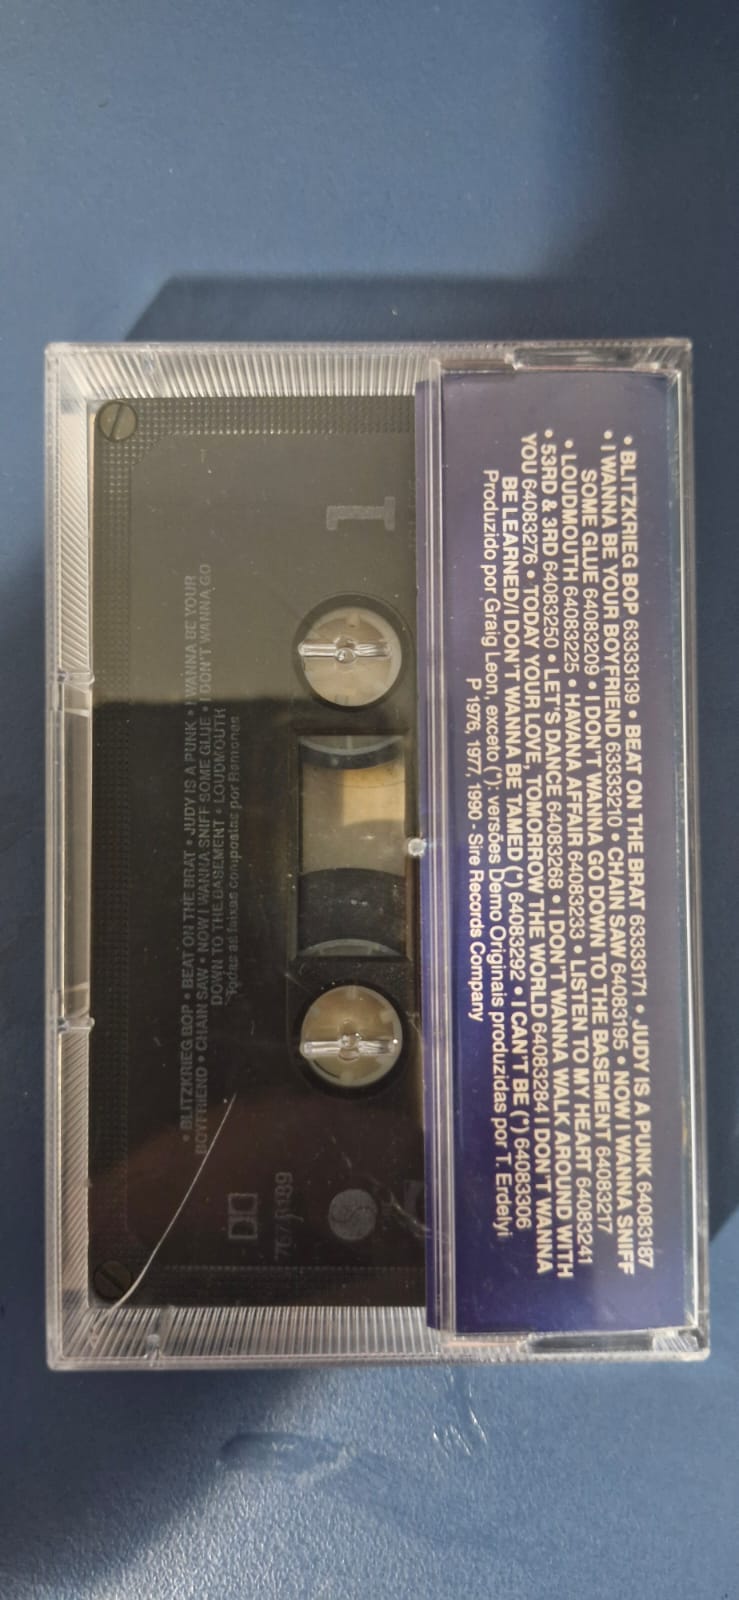 • BLITZKRIEG BOP 63333139 • BEAT ON THE BRAT 63333171 • JUDY IS A PUNK 64083187
• I WANNA BE YOUR BOYFRIEND 63333210 • CHAIN SAW 64083195 • NOW I WANNA SNIFF
SOME GLUE 64083209 • I DON'T WANNA GO DOWN TO THE BASEMENT 64083217
• LOUDMOUTH 64083225 • HAVANA AFFAIR 64083233 • LISTEN TO MY HEART 64083241
• 53RD & 3RD 64083250 • LET'S DANCE 64083268 • I DON'T WANNA WALK AROUND WITH
YOU 64083276 • TODAY YOUR LOVE, TOMORROW THE WORLD 64083284/I DON'T WANNA
BE LEARNED/I DON'T WANNA BE TAMED (*) 64083292 • I CAN'T BE (*) 64083306
Produzido por Graig Leon, exceto (*): versões Demo Originais produzidas por T. Erdelyi
P 1976, 1977, 1990 - Sire Records Company
1
• BLITZKRIEG BOP • BEAT ON THE BRAT • JUDY IS A PUNK • I WANNA BE YOUR
BOYFRIEND • CHAIN SAW • NOW I WANNA SNIFF SOME GLUE • I DON'T WANNA GO
DOWN TO THE BASEMENT • LOUDMOUTH
Todas as faixas compostas por Ramones